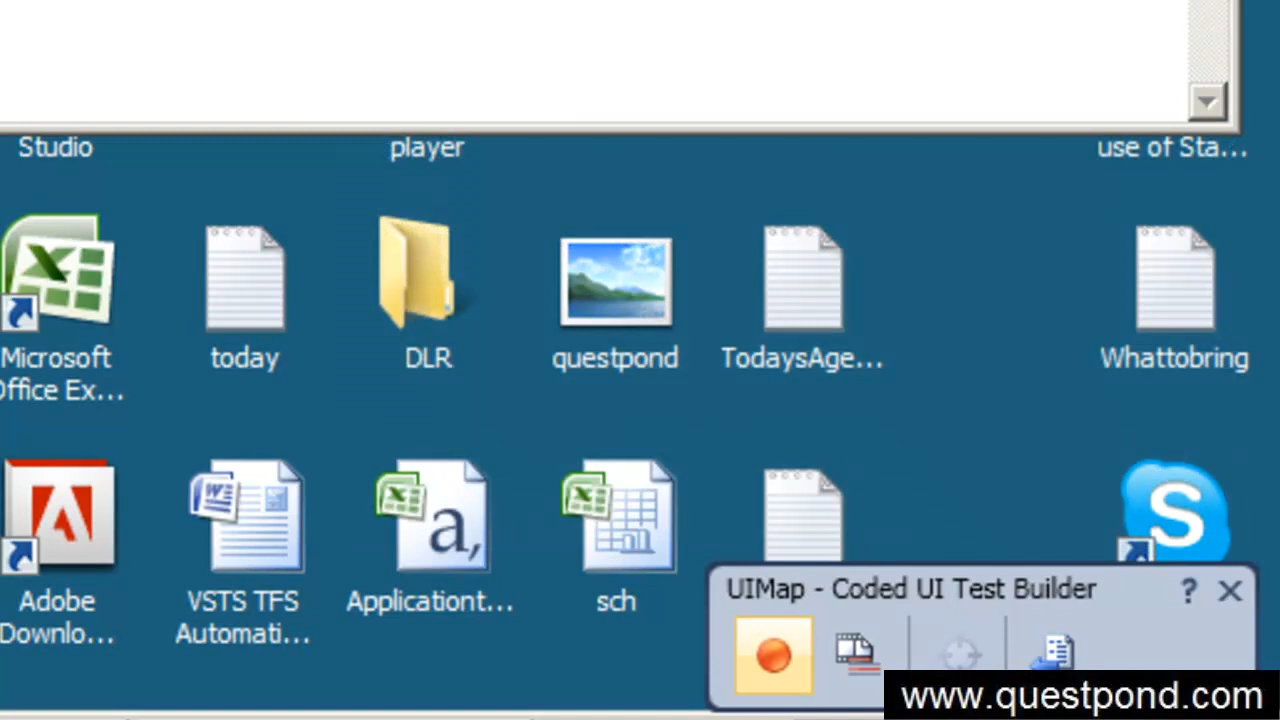 Studio
player
use of Sta...
Microsoft
Office Ex...
today
DLR
questpond
TodaysAge...
Whattobring
Adobe
Downlo...
VSTS TFS
Automati...
Applicationt...
sch
UIMap - Coded UI Test Builder
?
www.questpond.com